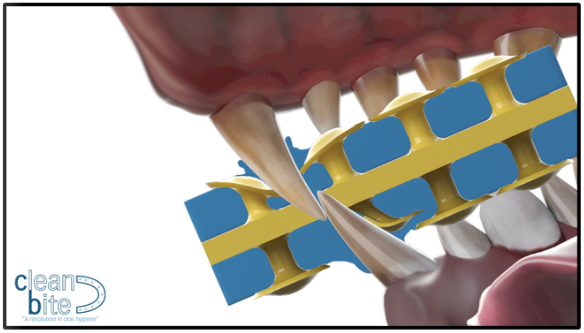 clean
bite
"A revolution in oral hygiene"